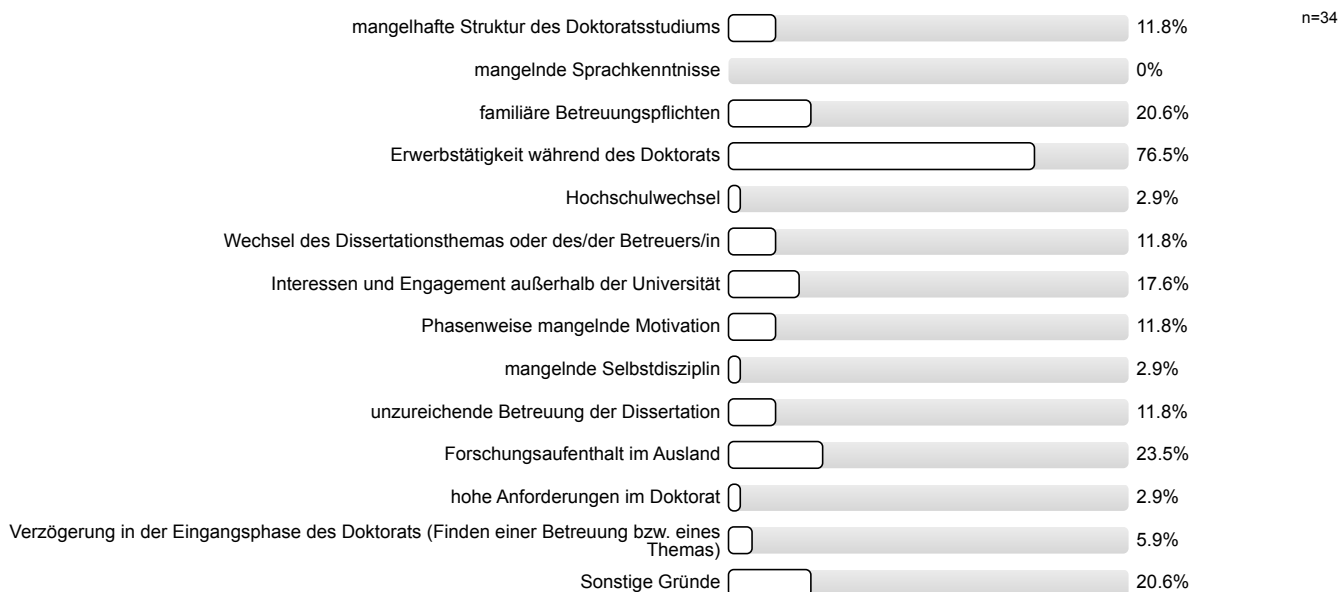 n=34
mangelhafte Struktur des Doktoratsstudiums 11.8%
mangelnde Sprachkenntnisse 0%
familiäre Betreuungspflichten 20.6%
Erwerbstätigkeit während des Doktorats 76.5%
Hochschulwechsel 2.9%
Wechsel des Dissertationsthemas oder des/der Betreuers/in 11.8%
Interessen und Engagement außerhalb der Universität 17.6%
Phasenweise mangelnde Motivation 11.8%
mangelnde Selbstdisziplin 2.9%
unzureichende Betreuung der Dissertation 11.8%
Forschungsaufenthalt im Ausland 23.5%
hohe Anforderungen im Doktorat 2.9%
Verzögerung in der Eingangsphase des Doktorats (Finden einer Betreuung bzw. eines
Themas) 5.9%
Sonstige Gründe 20.6%